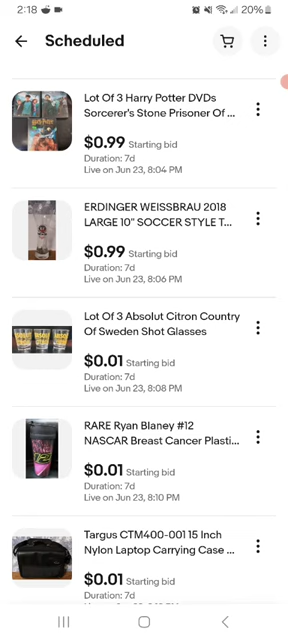 2:18
20%
Scheduled
Lot Of 3 Harry Potter DVDs
Sorcerer's Stone Prisoner Of ...
$0.99 Starting bid
Duration: 7d
Live on Jun 23, 8:04 PM
ERDINGER WEISSBRAU 2018
LARGE 10" SOCCER STYLE T...
$0.99 Starting bid
Duration: 7d
Live on Jun 23, 8:06 PM
Lot Of 3 Absolut Citron Country
Of Sweden Shot Glasses
$0.01 Starting bid
Duration: 7d
Live on Jun 23, 8:08 PM
RARE Ryan Blaney #12
NASCAR Breast Cancer Plasti...
$0.01 Starting bid
Duration: 7d
Live on Jun 23, 8:10 PM
Targus CTM400-001 15 Inch
Nylon Laptop Carrying Case ...
$0.01 Starting bid
Duration: 7d